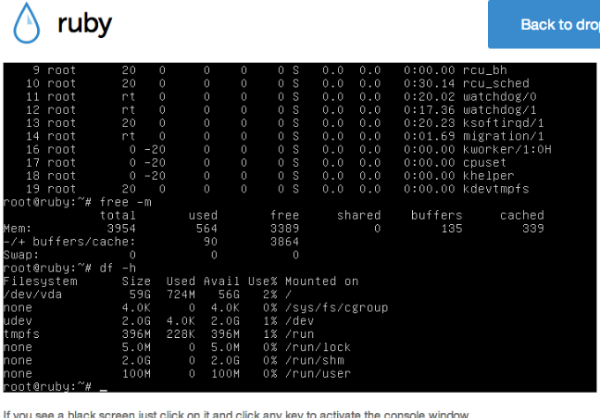 ruby
Back to drop
9 root 20 0 0 0 0 S 0.0 0.0 0:00.00 rcu_bh
10 root 20 0 0 0 0 S 0.0 0.0 0:30.14 rcu_sched
11 root rt 0 0 0 0 S 0.0 0.0 0:20.02 watchdog/0
12 root rt 0 0 0 0 S 0.0 0.0 0:17.36 watchdog/1
13 root 20 0 0 0 0 S 0.0 0.0 0:20.23 ksoftirqd/1
14 root rt 0 0 0 0 S 0.0 0.0 0:01.69 migration/1
16 root 0 -20 0 0 0 S 0.0 0.0 0:00.00 kworker/1:0H
17 root 0 -20 0 0 0 S 0.0 0.0 0:00.00 cpuset
18 root 0 -20 0 0 0 S 0.0 0.0 0:00.00 khelper
19 root 20 0 0 0 0 S 0.0 0.0 0:00.00 kdevtmpfs
root@ruby:~# free -m
total used free shared buffers cached
Mem: 3954 564 3389 0 135 339
-/+ buffers/cache: 90 3864
Swap: 0 0 0
root@ruby:~# df -h
Filesystem Size Used Avail Use% Mounted on
/dev/vda 59G 724M 56G 2% /
none 4.0K 0 4.0K 0% /sys/fs/cgroup
udev 2.0G 4.0K 2.0G 1% /dev
tmpfs 396M 228K 396M 1% /run
none 5.0M 0 5.0M 0% /run/lock
none 2.0G 0 2.0G 0% /run/shm
none 100M 0 100M 0% /run/user
root@ruby:~# _
If you see a black screen just click on it and click any key to activate the console window